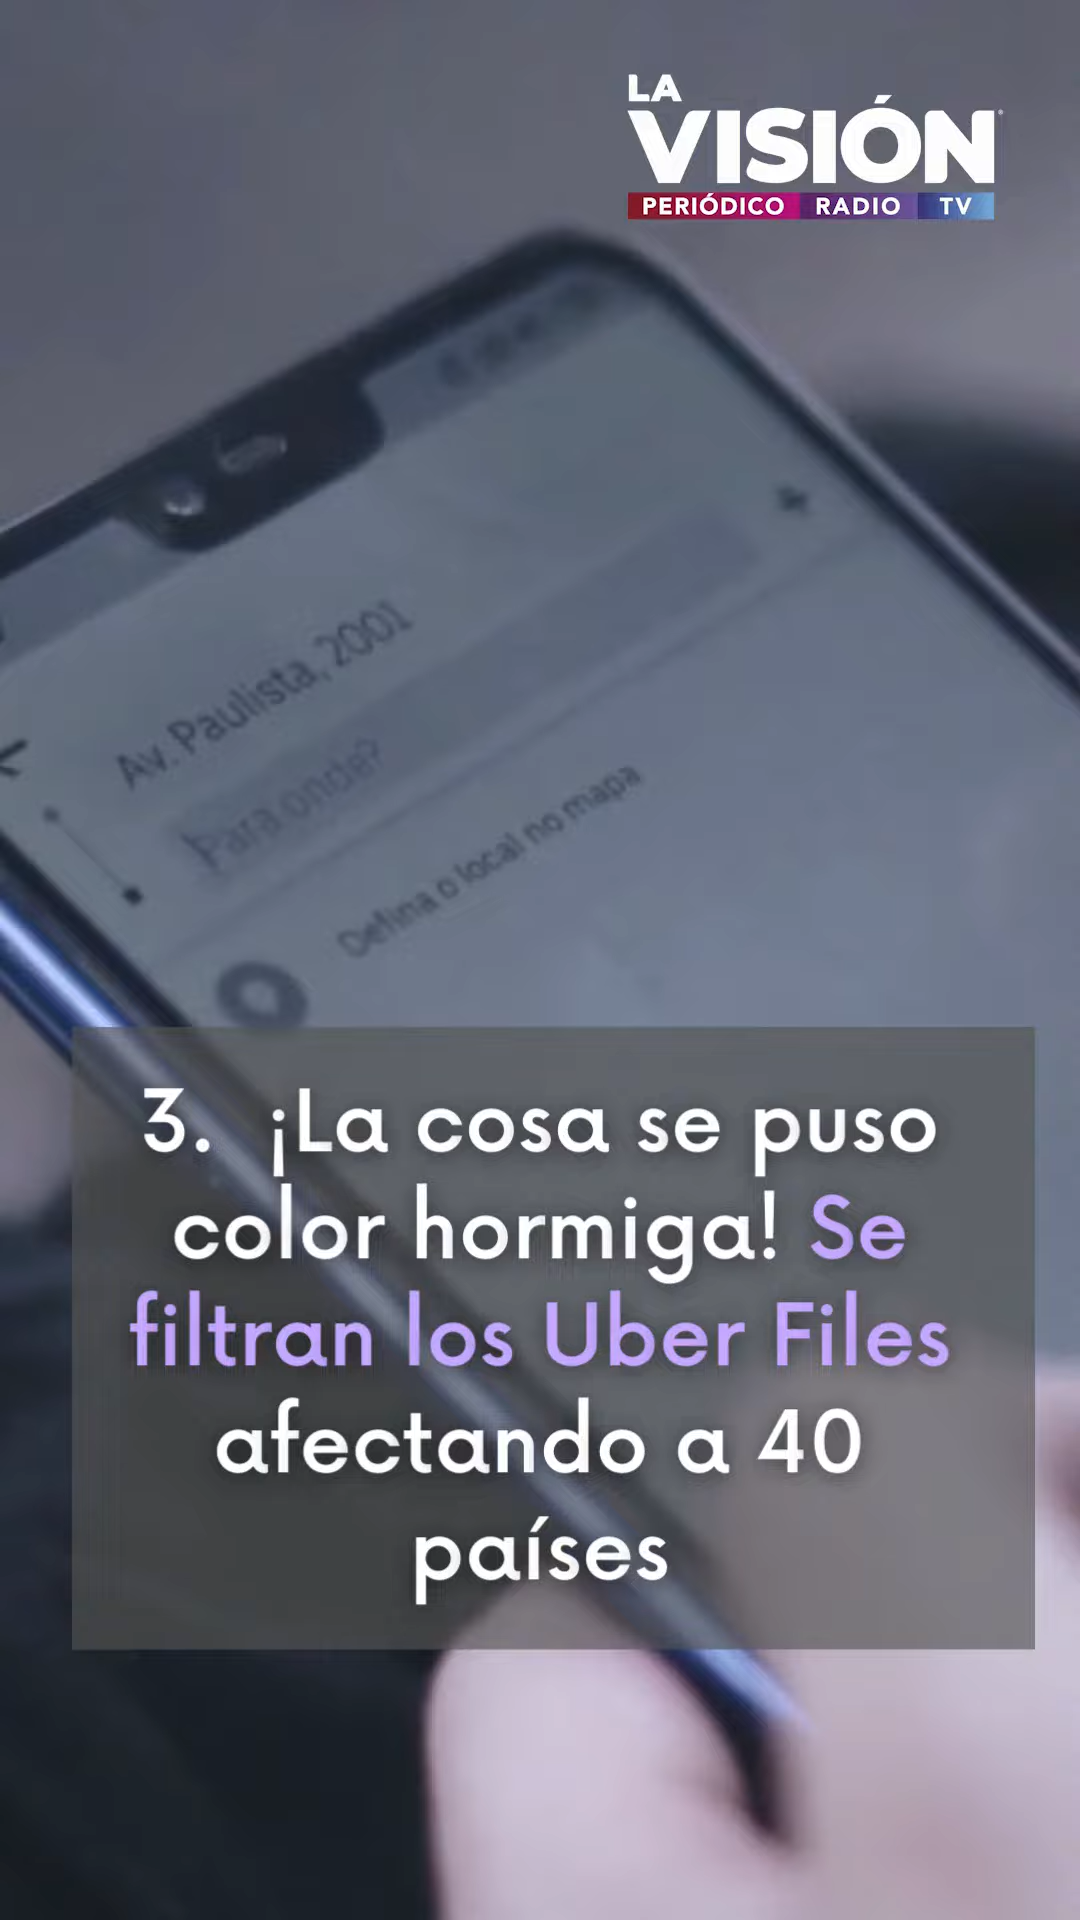 LA
VISIÓN
PERIÓDICO RADIO TV
Av. Paulista, 2001
Para onde?
Defina o local no mapa
3. ¡La cosa se puso
color hormiga! Se
filtran los Uber Files
afectando a 40
países